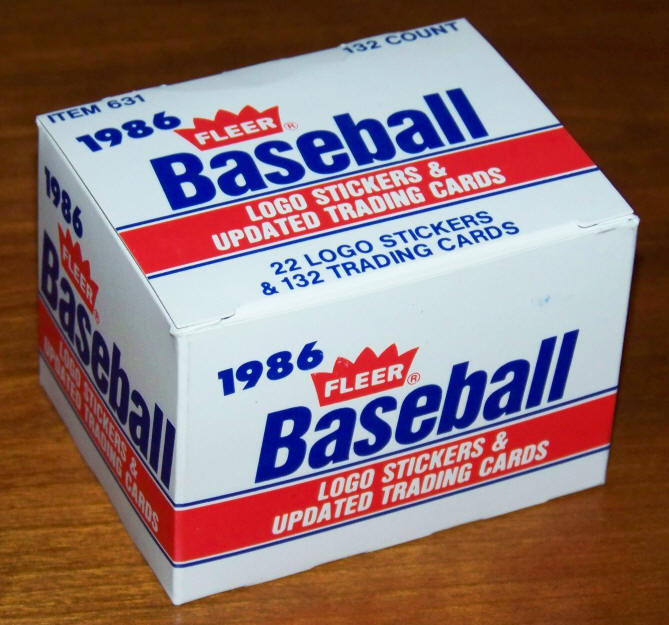 132 COUNT
ITEM 631
1986 FLEER®
Baseball
LOGO STICKERS &
UPDATED TRADING CARDS
22 LOGO STICKERS
& 132 TRADING CARDS
1986
FLEER
Baseball
LOGO STICKERS &
UPDATED TRADING CARDS
1986 FLEER®
Baseball
LOGO STICKERS &
UPDATED TRADING CARDS